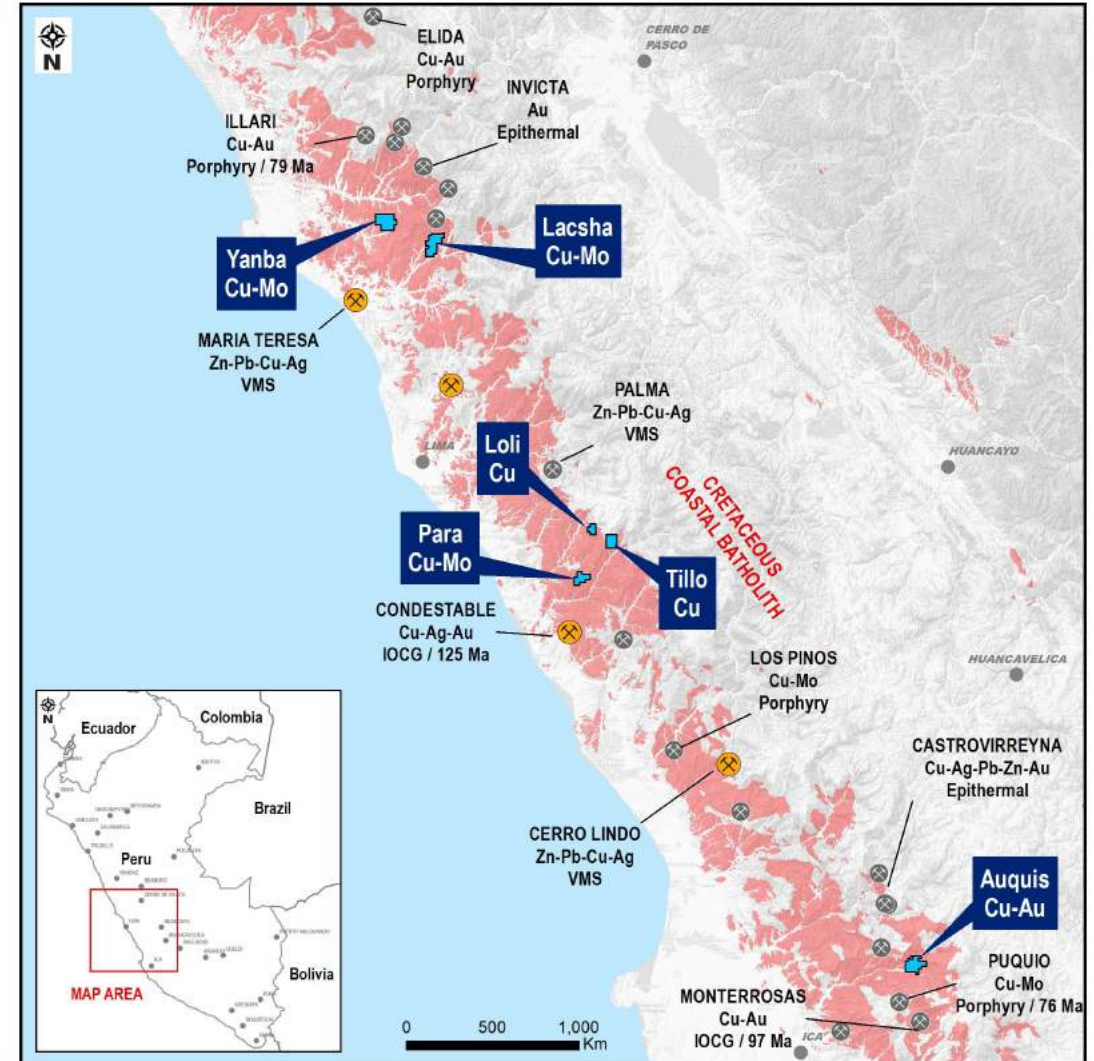 N
ELIDA
Cu-Au
Porphyry
CERRO DE
PASCO
INVICTA
Au
Epithermal
ILLARI
Cu-Au
Porphyry / 79 Ma
Lacsha
Cu-Mo
Yanba
Cu-Mo
MARIA TERESA
Zn-Pb-Cu-Ag
VMS
PALMA
Zn-Pb-Cu-Ag
VMS
LIMA
Loli
Cu
HUANCAYO
CRETACEOUS
COASTAL BATHOLITH
Para
Cu-Mo
Tillo
Cu
CONDESTABLE
Cu-Ag-Au
IOCG / 125 Ma
LOS PINOS
Cu-Mo
Porphyry
HUANCAVELICA
CASTROVIRREYNA
Cu-Ag-Pb-Zn-Au
Epithermal
CERRO LINDO
Zn-Pb-Cu-Ag
VMS
Auquis
Cu-Au
PUQUIO
Cu-Mo
Porphyry / 76 Ma
MONTERROSAS
Cu-Au
IOCG / 97 Ma
ICA
0 500 1,000
Km
N
Ecuador
Colombia
Brazil
Peru
Bolivia
MAP AREA